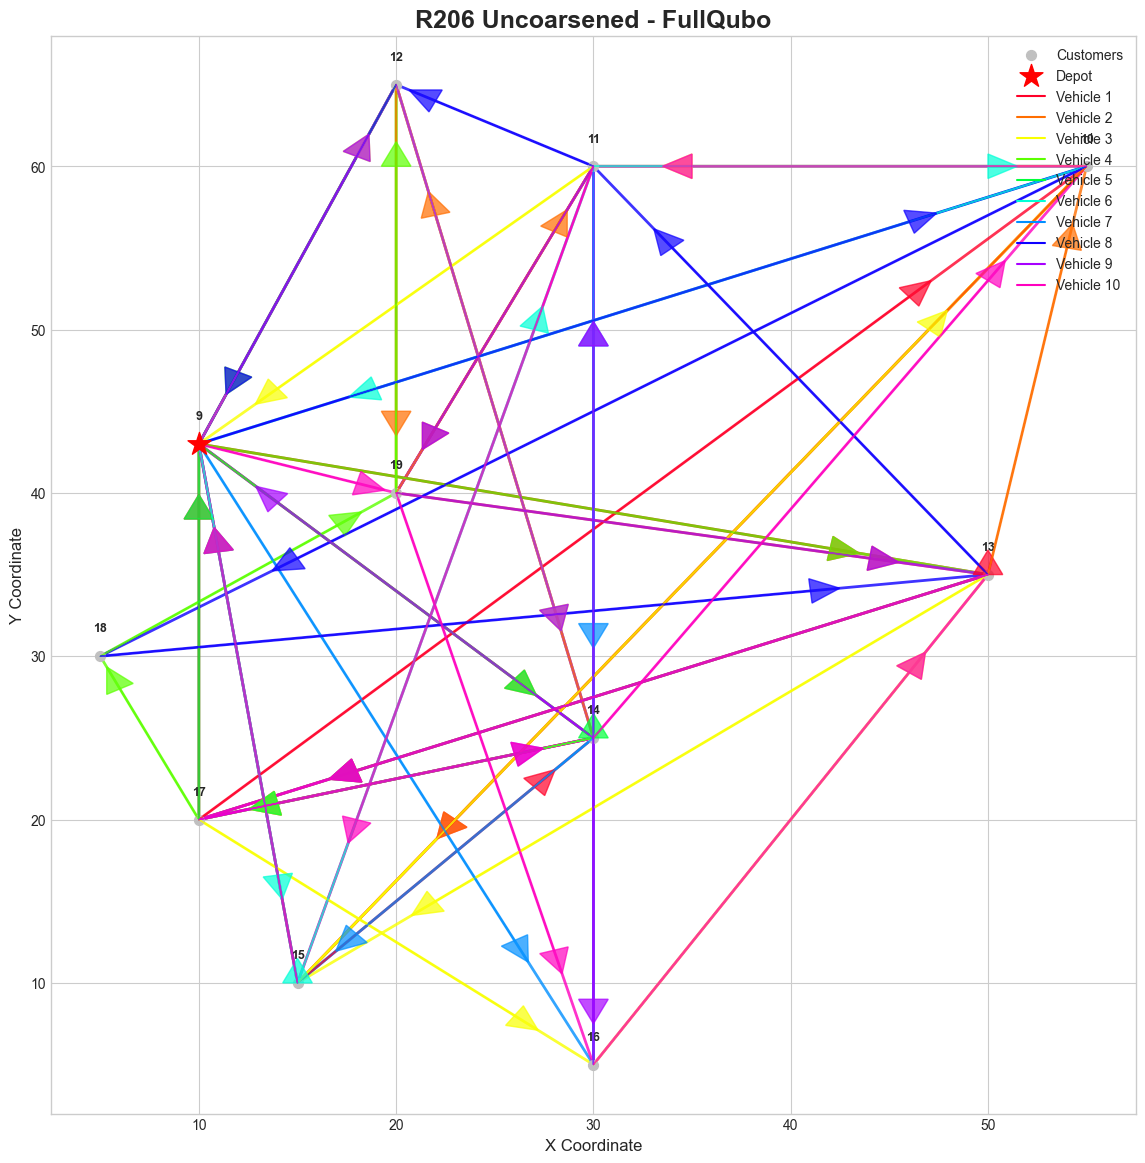 R206 Uncoarsened - FullQubo
Customers
Depot
Vehicle 1
Vehicle 2
Vehicle 3
Vehicle 4
Vehicle 5
Vehicle 6
Vehicle 7
Vehicle 8
Vehicle 9
Vehicle 10
12
11
10
9
19
13
18
14
17
15
16
60
50
40
30
20
10
Y Coordinate
10
20
30
40
50
X Coordinate